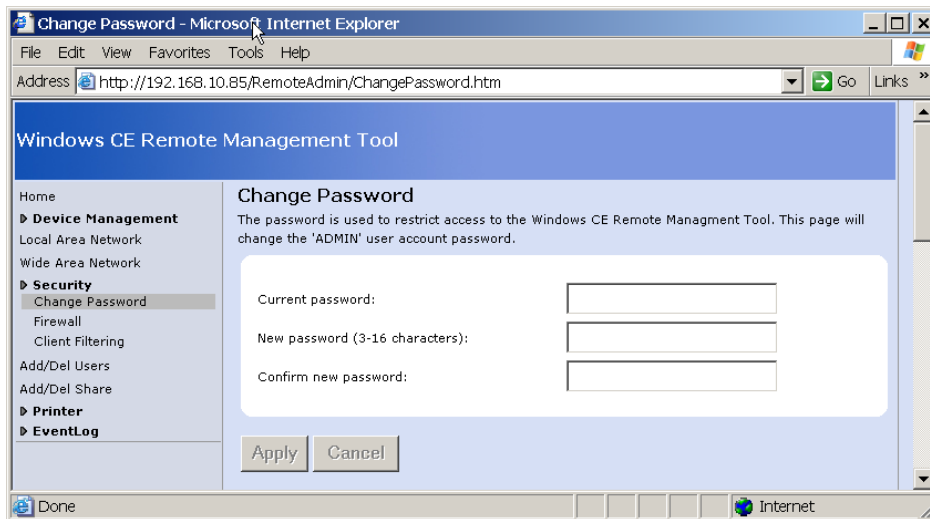 Change Password - Microsoft Internet Explorer
File Edit View Favorites Tools Help
Address http://192.168.10.85/RemoteAdmin/ChangePassword.htm Go Links »
Windows CE Remote Management Tool
Home
Device Management
Local Area Network
Wide Area Network
Security
Change Password
Firewall
Client Filtering
Add/Del Users
Add/Del Share
Printer
EventLog
Change Password
The password is used to restrict access to the Windows CE Remote Managment Tool. This page will
change the 'ADMIN' user account password.
Current password:
New password (3-16 characters):
Confirm new password:
Apply Cancel
Done Internet